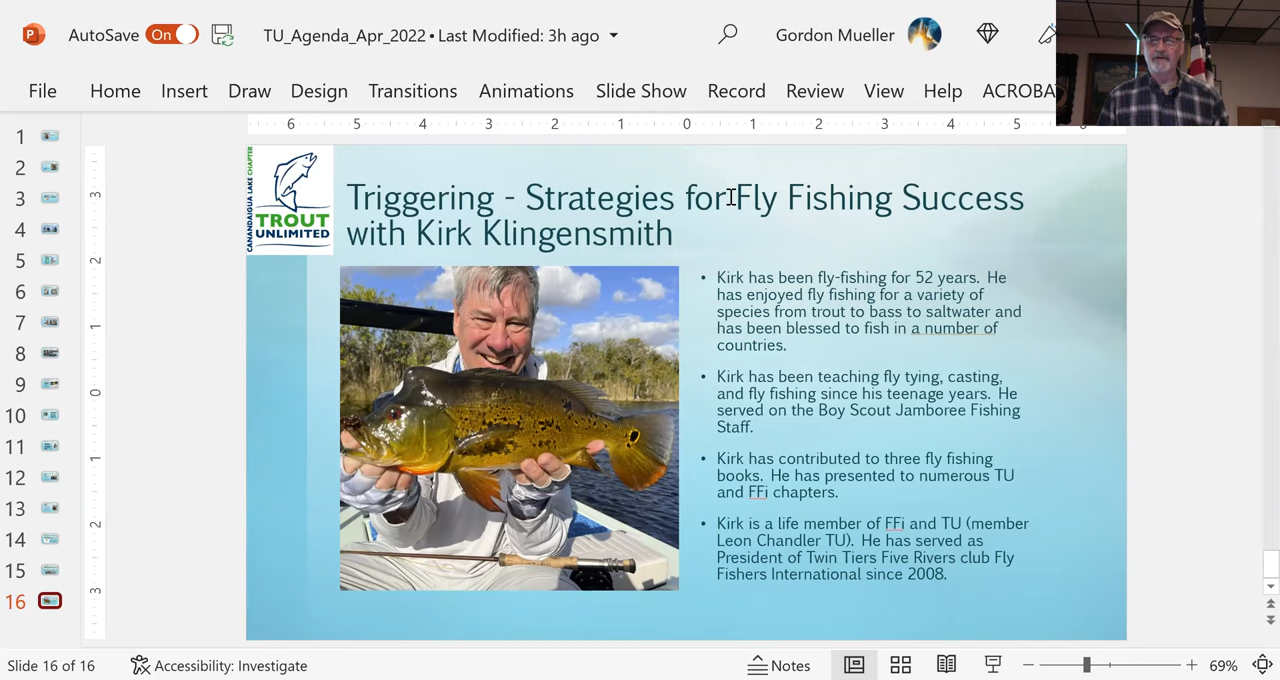 AutoSave On TU_Agenda_Apr_2022 • Last Modified: 3h ago Gordon Mueller
File Home Insert Draw Design Transitions Animations Slide Show Record Review View Help ACROBA
6 5 4 3 2 1 0 1 2 3 4 5
1
2
3
4
5
6
7
8
9
10
11
12
13
14
15
16
3
2
1
0
1
2
3
CANANDAIGUA LAKE CHAPTER
TROUT
UNLIMITED
Triggering - Strategies for Fly Fishing Success
with Kirk Klingensmith
• Kirk has been fly-fishing for 52 years. He
has enjoyed fly fishing for a variety of
species from trout to bass to saltwater and
has been blessed to fish in a number of
countries.
• Kirk has been teaching fly tying, casting,
and fly fishing since his teenage years. He
served on the Boy Scout Jamboree Fishing
Staff.
• Kirk has contributed to three fly fishing
books. He has presented to numerous TU
and FFi chapters.
• Kirk is a life member of FFi and TU (member
Leon Chandler TU). He has served as
President of Twin Tiers Five Rivers club Fly
Fishers International since 2008.
Slide 16 of 16 Accessibility: Investigate Notes 69%